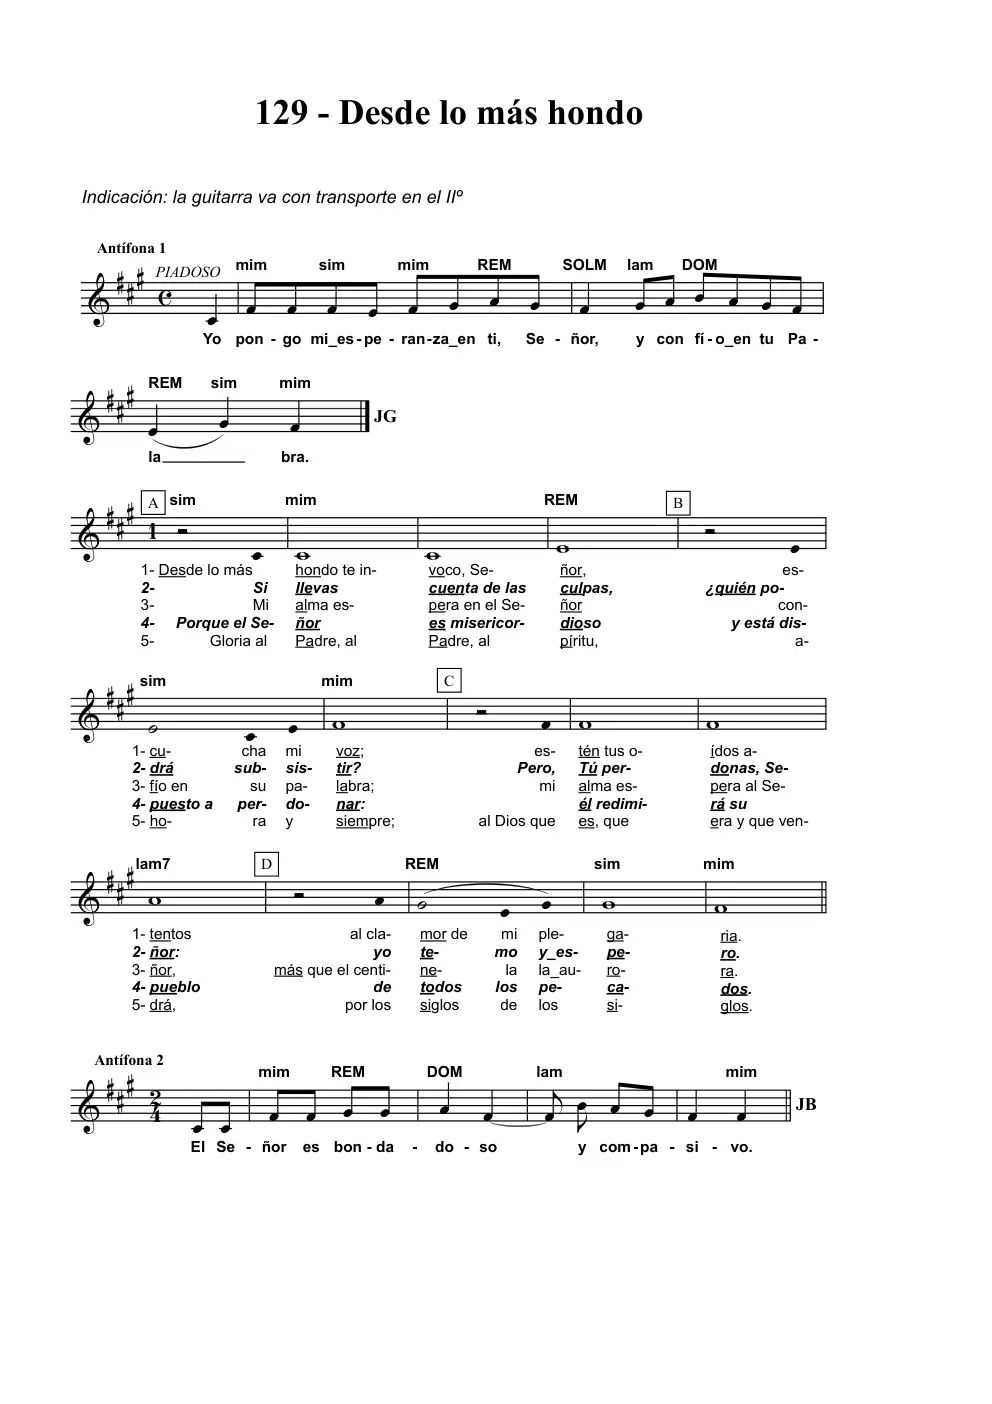 129 - Desde lo más hondo
Indicación: la guitarra va con transporte en el IIº
Antífona 1
PIADOSO
mim sim mim REM SOLM lam DOM
Yo pon - go mi_es - pe - ran - za_en ti, Se - ñor, y con fí - o_en tu Pa -
REM sim mim
JG
la bra.
A sim mim REM B
1
1- Desde lo más hondo te in- voco, Se- ñor, es-
2- Si llevas cuenta de las culpas, ¿quién po-
3- Mi alma es- pera en el Se- ñor con-
4- Porque el Se- ñor es misericor- dioso y está dis-
5- Gloria al Padre, al Padre, al píritu, a-
sim mim C
1- cu- cha mi voz; es- tén tus o- ídos a-
2- drá sub- sis- tir? Pero, Tú per- donas, Se-
3- fío en su pa- labra; mi alma es- pera al Se-
4- puesto a per- do- nar: él redimi- rá su
5- ho- ra y siempre; al Dios que es, que era y que ven-
lam7 D REM sim mim
1- tentos al cla- mor de mi ple- ga- ria.
2- ñor: yo te- mo y_es- pe- ro.
3- ñor, más que el centi- ne- la la_au- ro- ra.
4- pueblo de todos los pe- ca- dos.
5- drá, por los siglos de los si- glos.
Antífona 2
mim REM DOM lam mim
2
4
JB
El Se - ñor es bon - da - do - so y com - pa - si - vo.